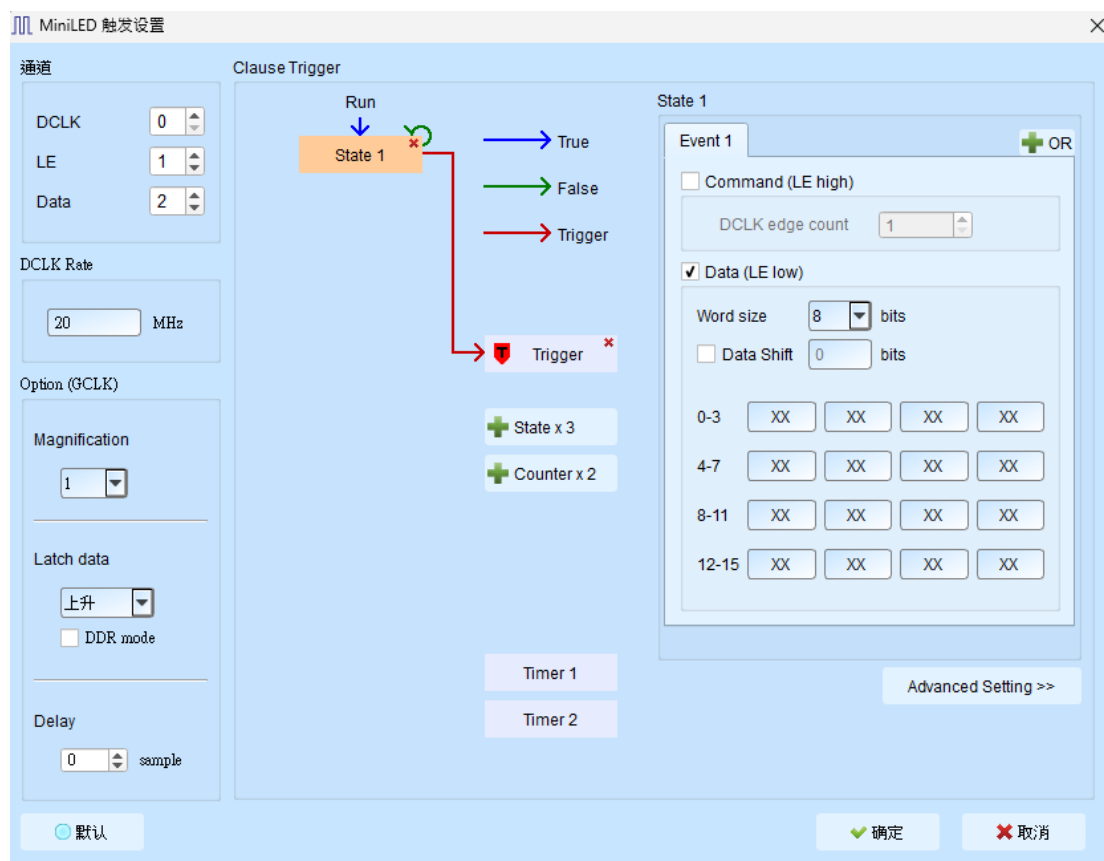 MiniLED 触发设置
通道
DCLK 0
LE 1
Data 2
DCLK Rate
20 MHz
Option (GCLK)
Magnification
1
Latch data
上升
DDR mode
Delay
0 sample
Clause Trigger
Run
State 1
True
False
Trigger
T Trigger
State x 3
Counter x 2
Timer 1
Timer 2
State 1
Event 1 OR
Command (LE high)
DCLK edge count 1
Data (LE low)
Word size 8 bits
Data Shift 0 bits
0-3 XX XX XX XX
4-7 XX XX XX XX
8-11 XX XX XX XX
12-15 XX XX XX XX
Advanced Setting >>
默认 确定 取消